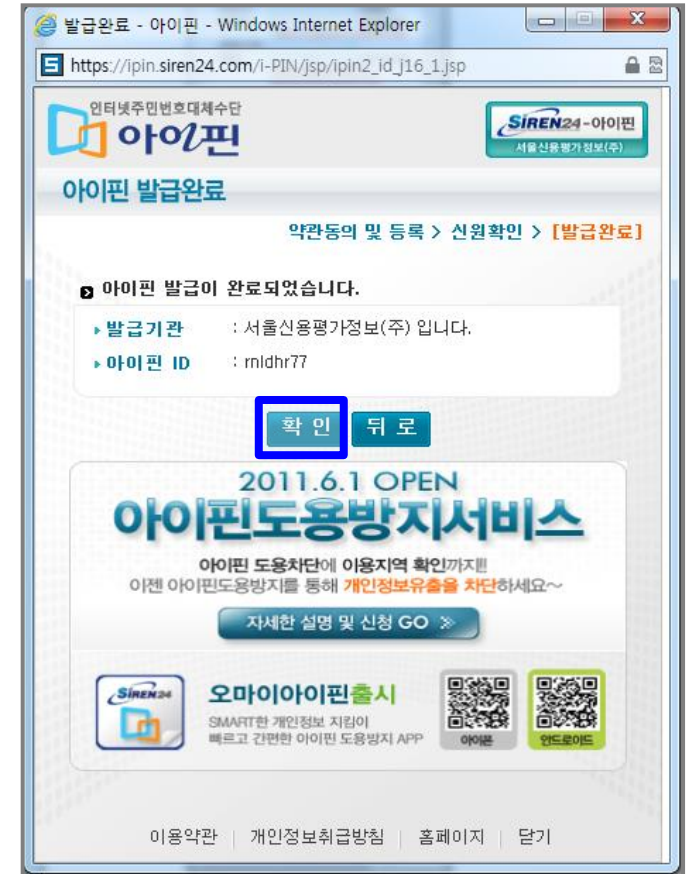 발급완료 - 아이핀 - Windows Internet Explorer
https://ipin.siren24.com/i-PIN/jsp/ipin2_id_j16_1.jsp
인터넷주민번호대체수단
아이핀
SIREN24-아이핀
서울신용평가정보(주)
아이핀 발급완료
약관동의 및 등록 > 신원확인 > [발급완료]
아이핀 발급이 완료되었습니다.
발급기관 : 서울신용평가정보(주) 입니다.
아이핀 ID : rnldhr77
확 인 뒤 로
2011.6.1 OPEN
아이핀도용방지서비스
아이핀 도용차단에 이용지역 확인까지!!!
이젠 아이핀도용방지를 통해 개인정보유출을 차단하세요~
자세한 설명 및 신청 GO
SIREN24
오마이아이핀출시
SMART한 개인정보 지킴이
빠르고 간편한 아이핀 도용방지 APP
아이폰 안드로이드
이용약관 | 개인정보취급방침 | 홈페이지 | 닫기